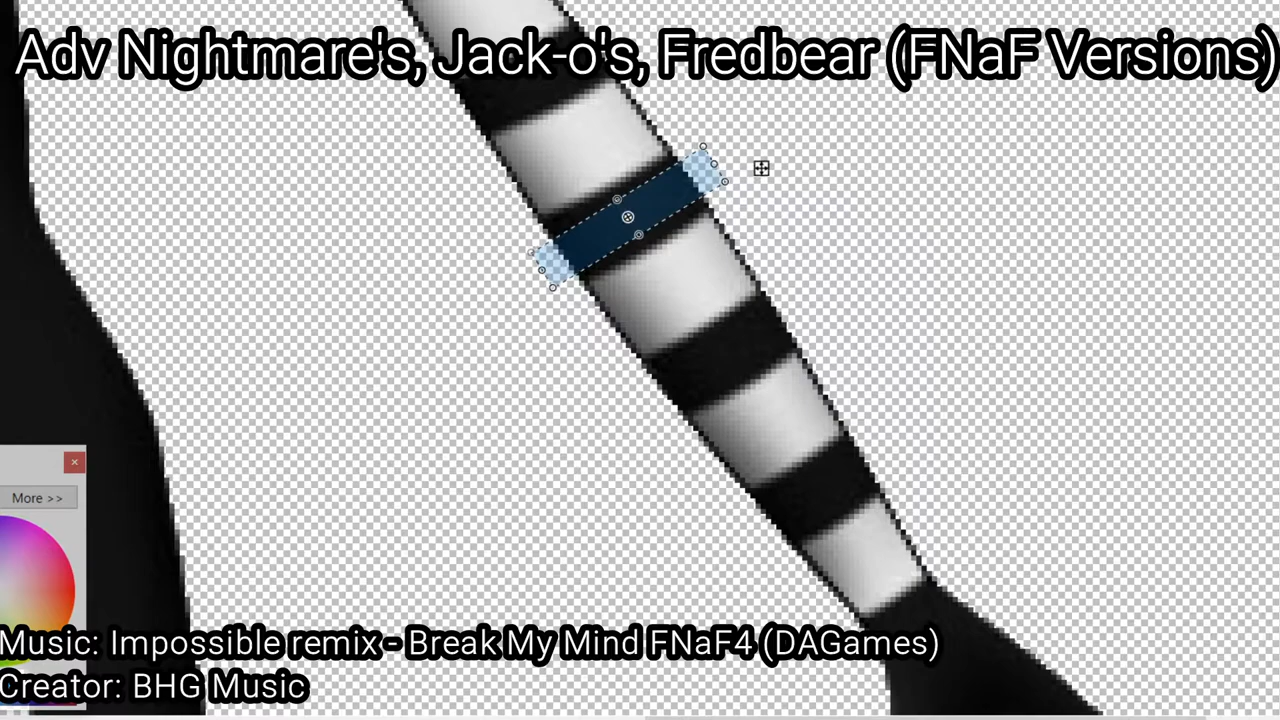 Adv Nightmare's, Jack-o's, Fredbear (FNaF Versions)
More >>
Music: Impossible remix - Break My Mind FNaF4 (DAGames)
Creator: BHG Music